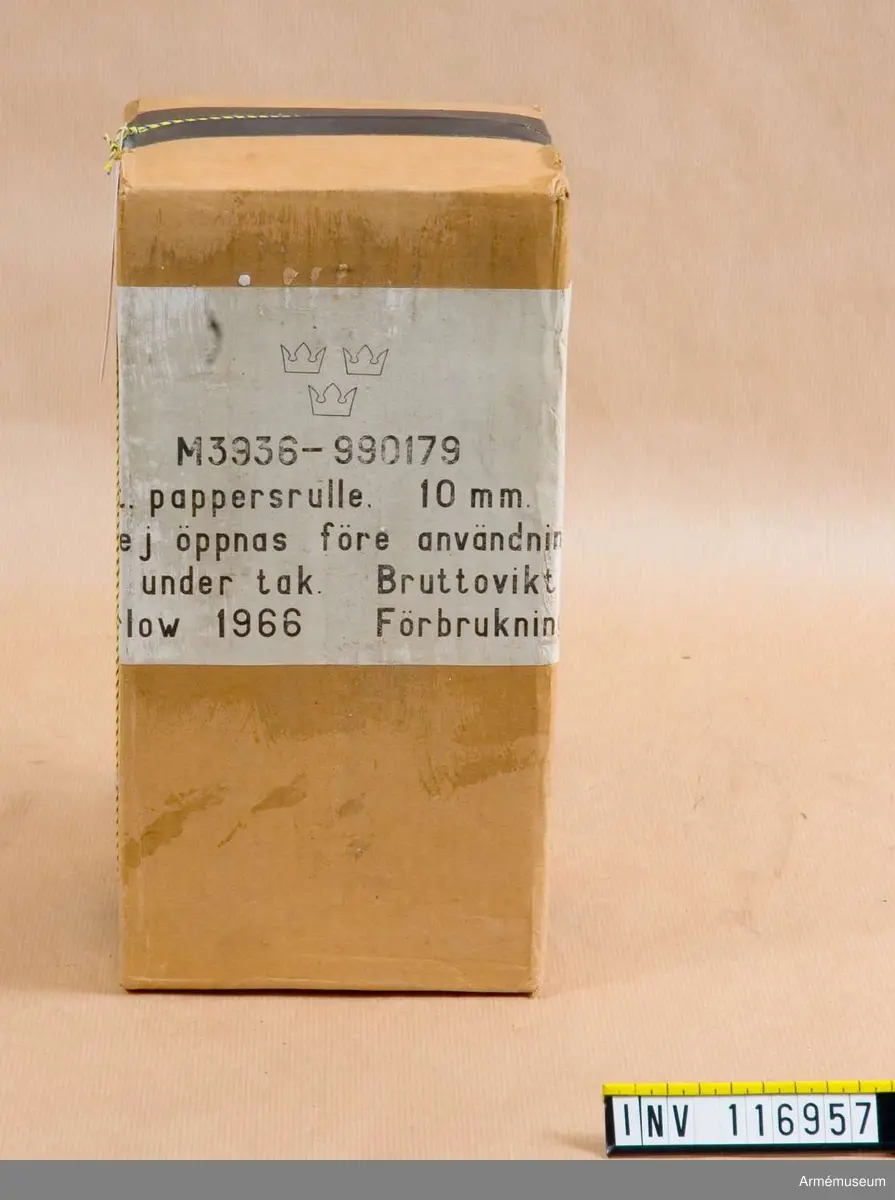 M3936-990179
.. pappersrulle. 10 mm.
ej öppnas före användnin
under tak. Bruttovikt
low 1966 Förbruknin
INV 116957
Armémuseum